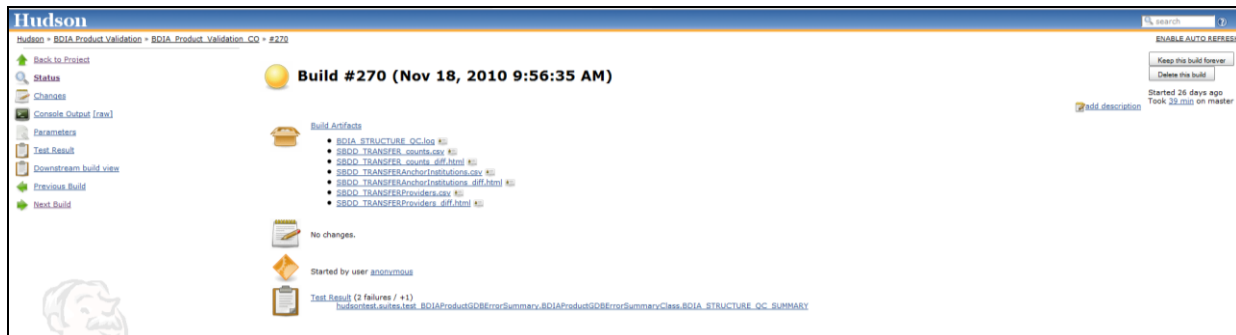 Hudson
search
Hudson » BDIA Product Validation » BDIA_Product_Validation_CO » #270
ENABLE AUTO REFRES
Back to Project
Status
Changes
Console Output [raw]
Parameters
Test Result
Downstream build view
Previous Build
Next Build
Build #270 (Nov 18, 2010 9:56:35 AM)
Keep this build forever
Delete this build
Started 26 days ago
Took 39 min on master
add description
Build Artifacts
BDIA_STRUCTURE_QC.log
SBDD_TRANSFER_counts.csv
SBDD_TRANSFER_counts_diff.html
SBDD_TRANSFERAnchorInstitutions.csv
SBDD_TRANSFERAnchorInstitutions_diff.html
SBDD_TRANSFERProviders.csv
SBDD_TRANSFERProviders_diff.html
No changes.
Started by user anonymous
Test Result (2 failures / +1)
hudsontest.suites.test_BDIAProductGDBErrorSummary.BDIAProductGDBErrorSummaryClass.BDIA_STRUCTURE_QC_SUMMARY